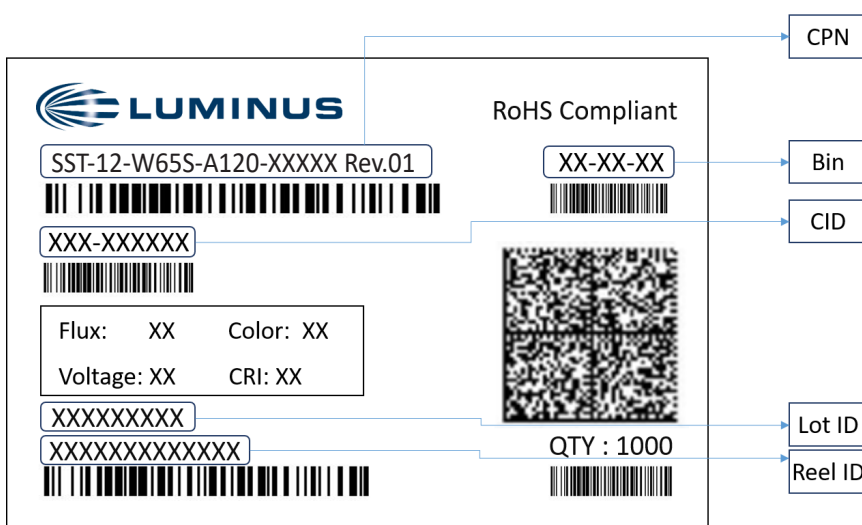 CPN
LUMINUS
RoHS Compliant
SST-12-W65S-A120-XXXXX Rev.01
XX-XX-XX
Bin
CID
XXX-XXXXXX
Flux: XX Color: XX
Voltage: XX CRI: XX
XXXXXXXXX
Lot ID
XXXXXXXXXXXXX
QTY : 1000
Reel ID